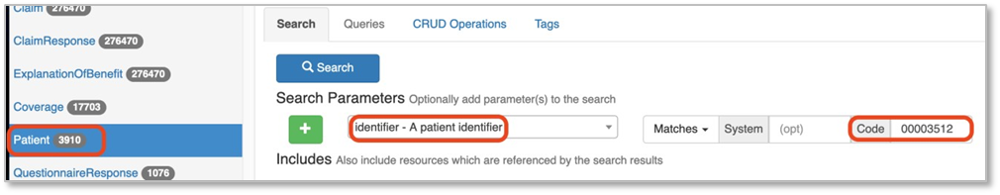 Claim 276470
ClaimResponse 276470
ExplanationOfBenefit 276470
Coverage 17703
Patient 3910
QuestionnaireResponse 1076
Search Queries CRUD Operations Tags
Search
Search Parameters Optionally add parameter(s) to the search
+ identifier - A patient identifier Matches System (opt) Code 00003512
Includes Also include resources which are referenced by the search results